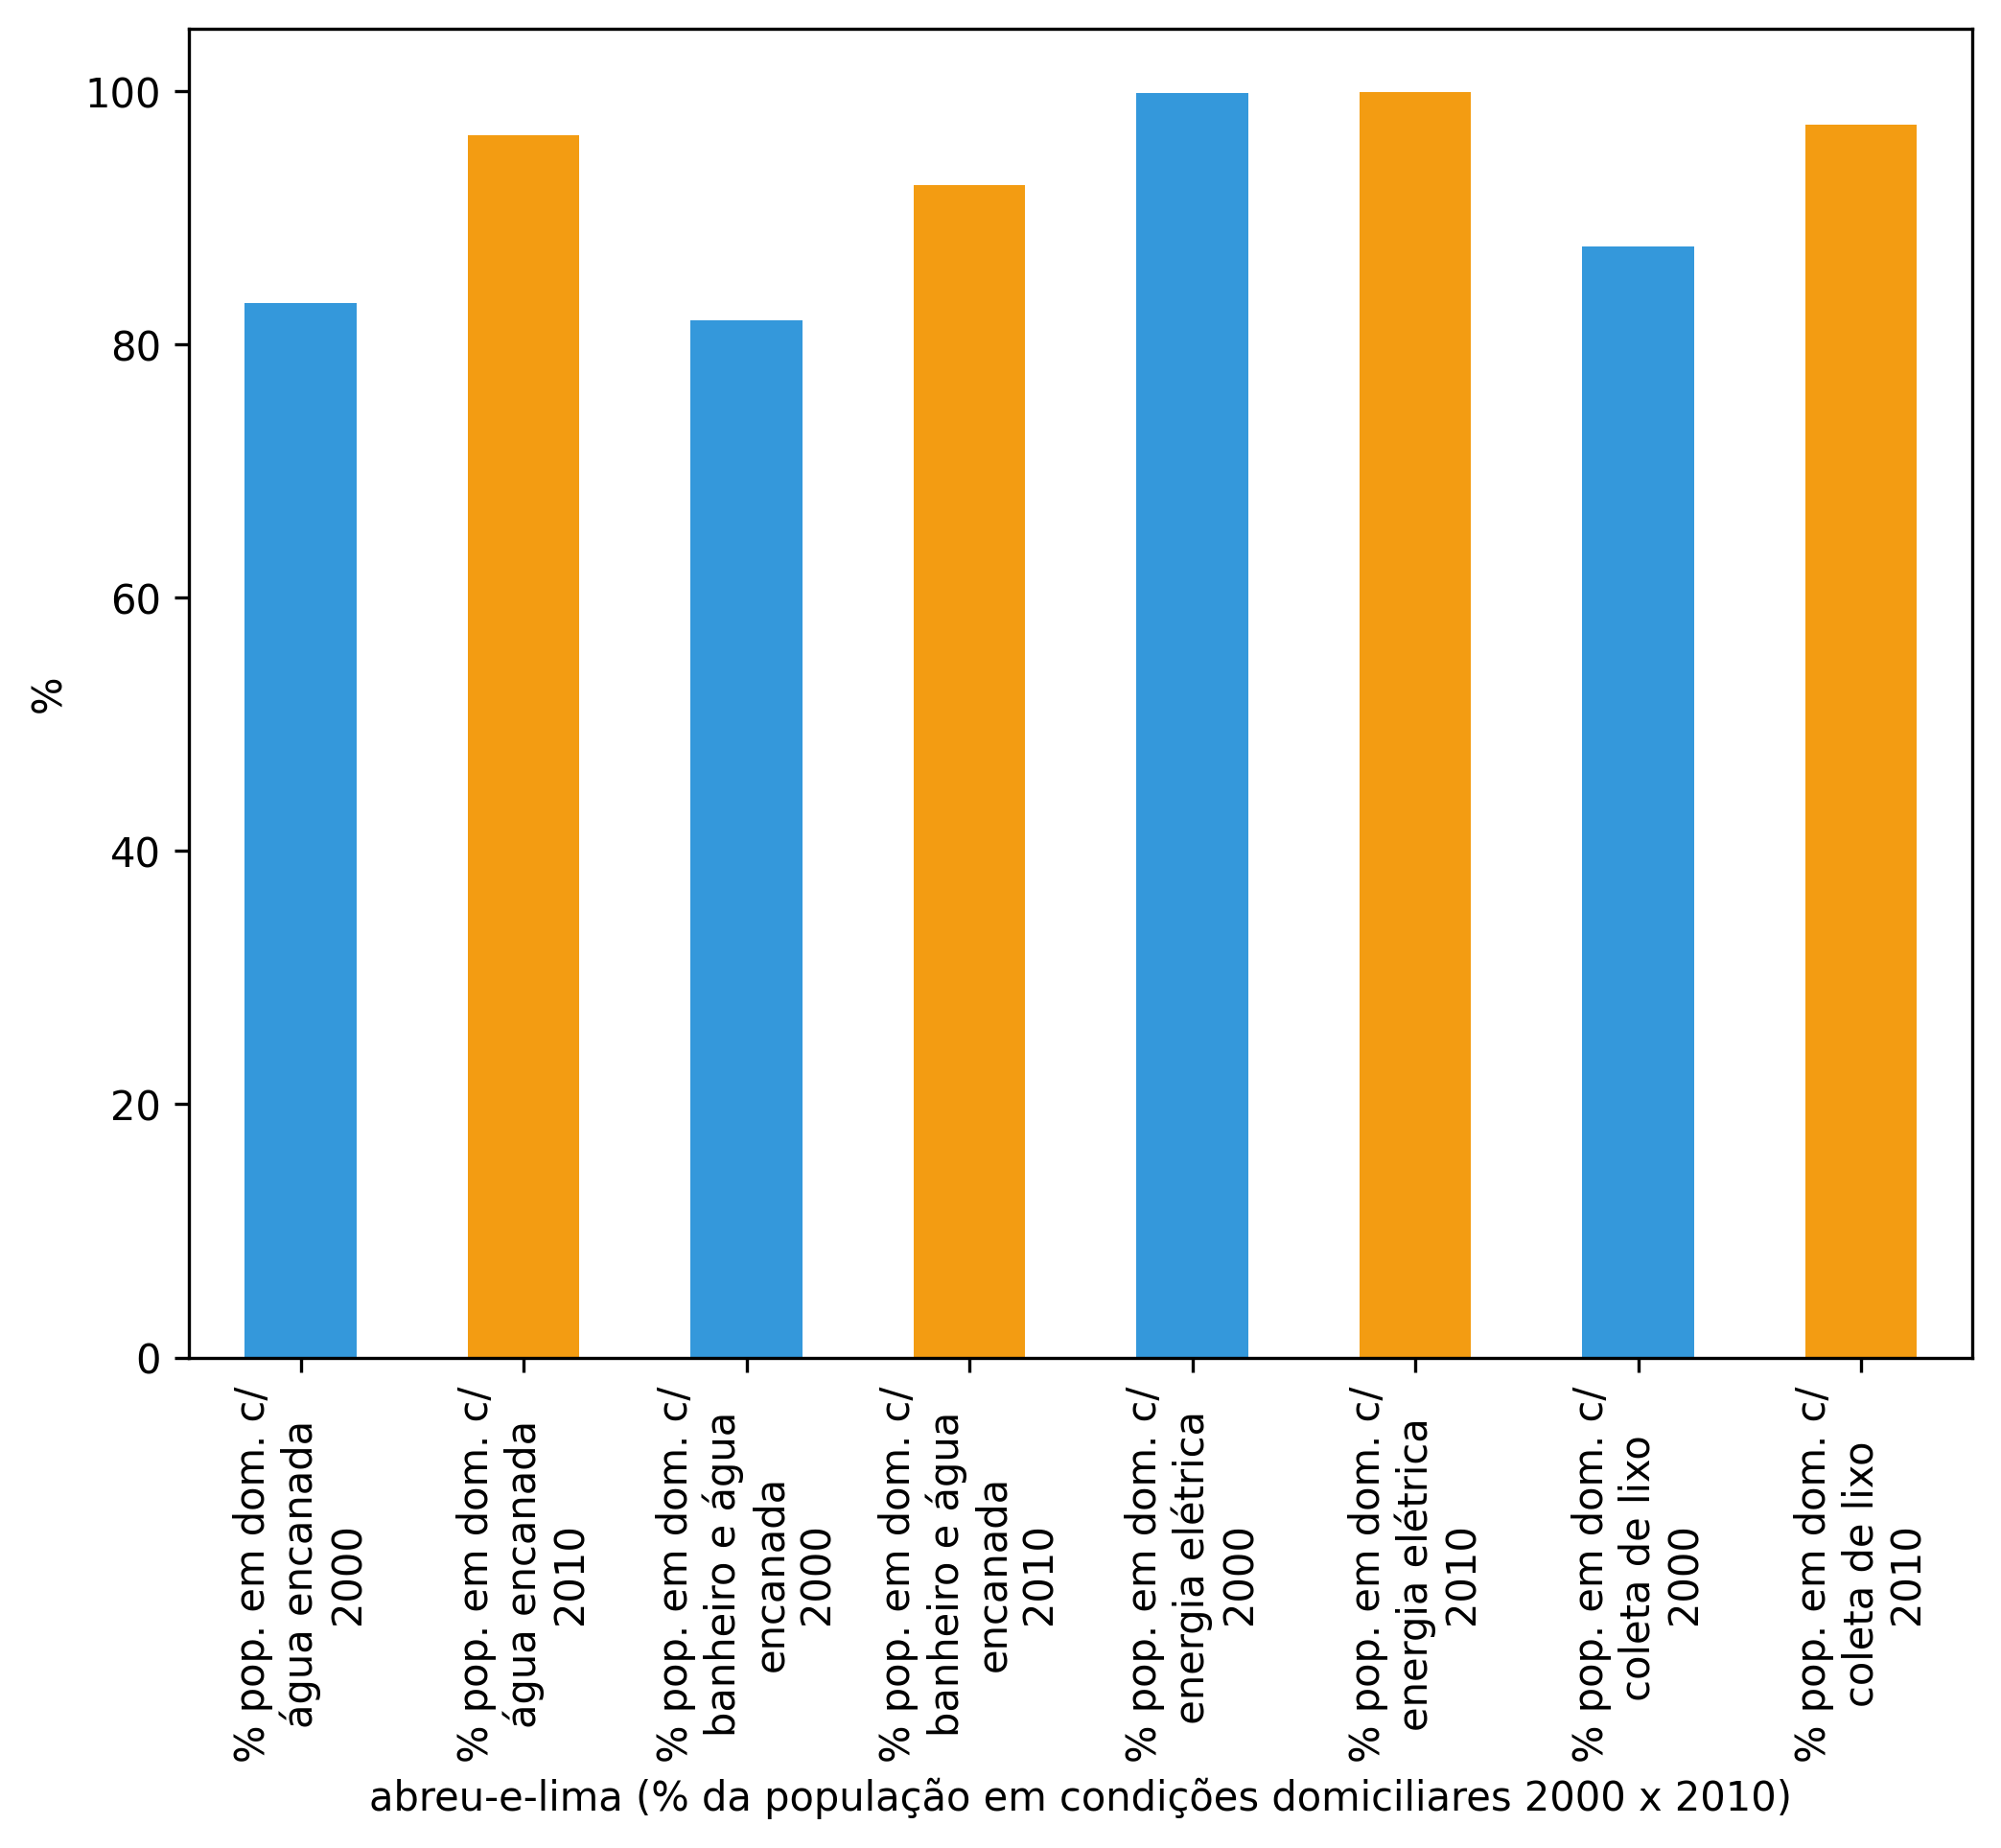 100
80
60
40
20
0
%
% pop. em dom. c/
água encanada
2000
% pop. em dom. c/
água encanada
2010
% pop. em dom. c/
banheiro e água
encanada
2000
% pop. em dom. c/
banheiro e água
encanada
2010
% pop. em dom. c/
energia elétrica
2000
% pop. em dom. c/
energia elétrica
2010
% pop. em dom. c/
coleta de lixo
2000
% pop. em dom. c/
coleta de lixo
2010
abreu-e-lima (% da população em condições domiciliares 2000 x 2010)